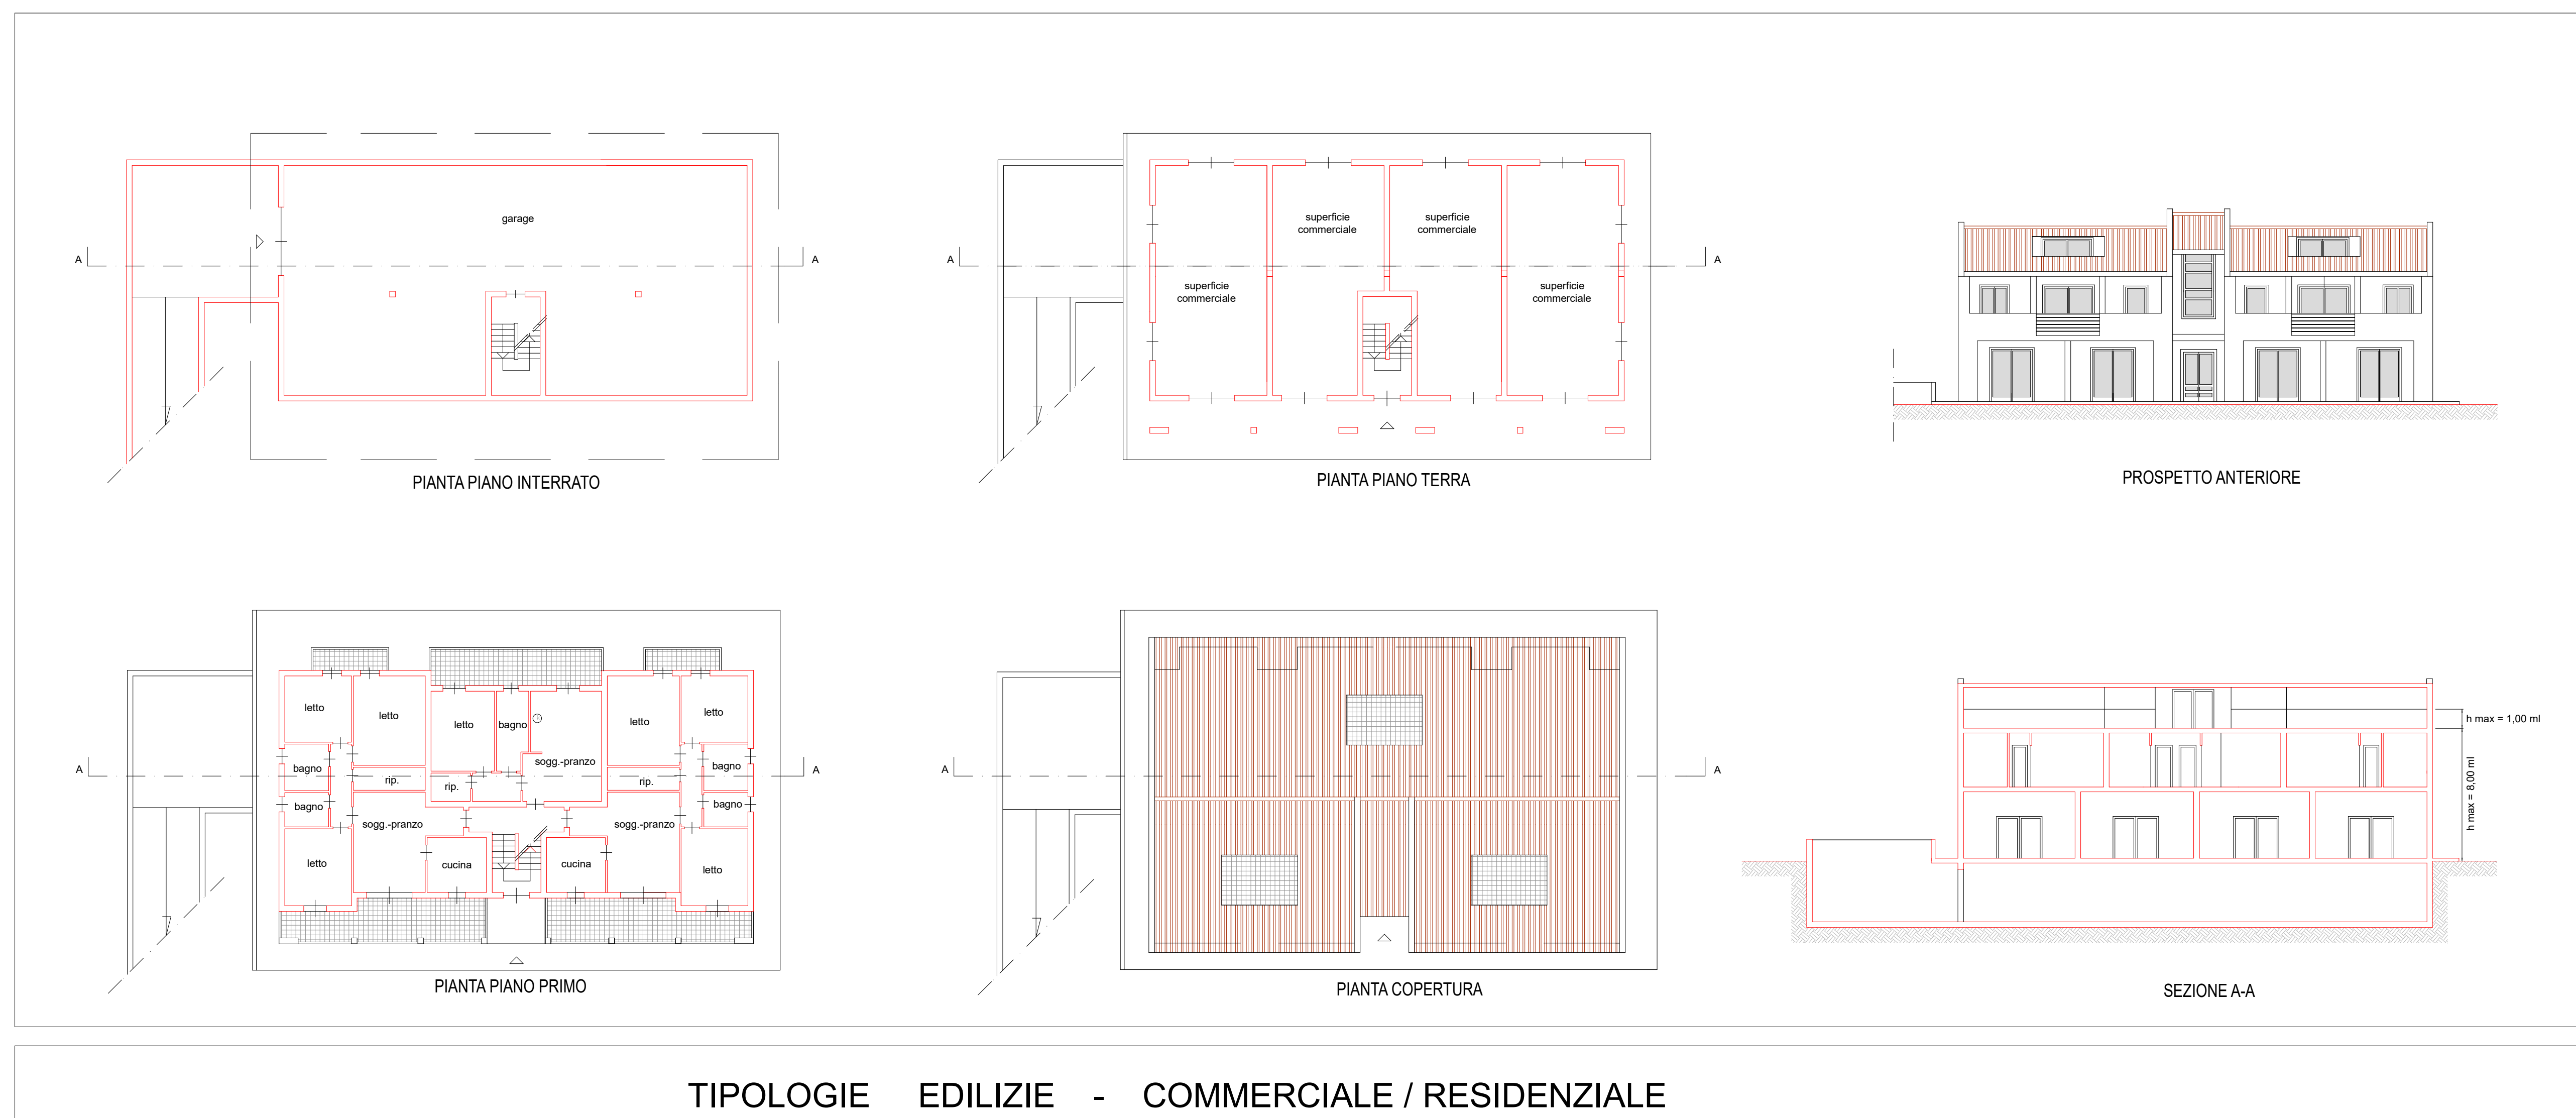 garage
A
A
PIANTA PIANO INTERRATO
superficie
commerciale
superficie
commerciale
A
A
superficie
commerciale
superficie
commerciale
PIANTA PIANO TERRA
PROSPETTO ANTERIORE
letto
letto
letto
bagno
letto
letto
sogg.-pranzo
bagno
bagno
A
A
rip.
rip.
rip.
bagno
bagno
sogg.-pranzo
sogg.-pranzo
letto
cucina
cucina
letto
PIANTA PIANO PRIMO
A
A
PIANTA COPERTURA
h max = 1,00 ml
h max = 8,00 ml
SEZIONE A-A
TIPOLOGIE EDILIZIE - COMMERCIALE / RESIDENZIALE